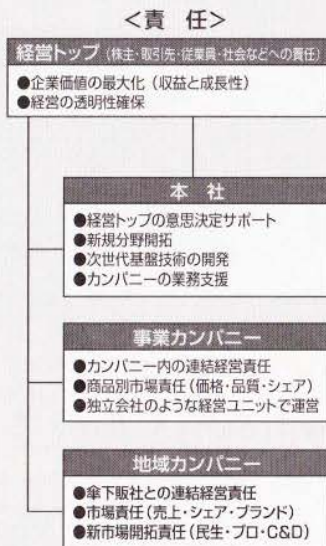 <責 任>
経営トップ (株主・取引先・従業員・社会などへの責任)
●企業価値の最大化 (収益と成長性)
●経営の透明性確保
本 社
●経営トップの意思決定サポート
●新規分野開拓
●次世代基盤技術の開発
●カンパニーの業務支援
事業カンパニー
●カンパニー内の連結経営責任
●商品別市場責任 (価格・品質・シェア)
●独立会社のような経営ユニットで運営
地域カンパニー
●傘下販社との連結経営責任
●市場責任 (売上・シェア・ブランド)
●新市場開拓責任 (民生・プロ・C&D)